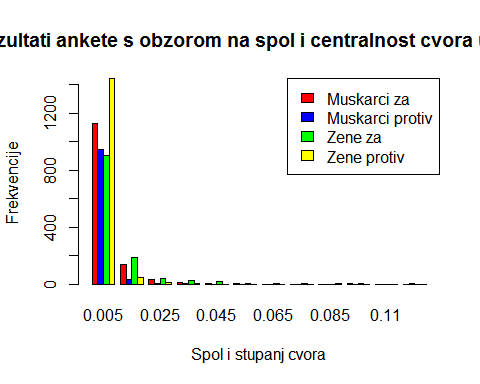 zultati ankete s obzorom na spol i centralnost cvora u
Muskarci za
Muskarci protiv
Zene za
Zene protiv
Frekvencije
0 400 800 1200
0.005 0.025 0.045 0.065 0.085 0.11
Spol i stupanj cvora